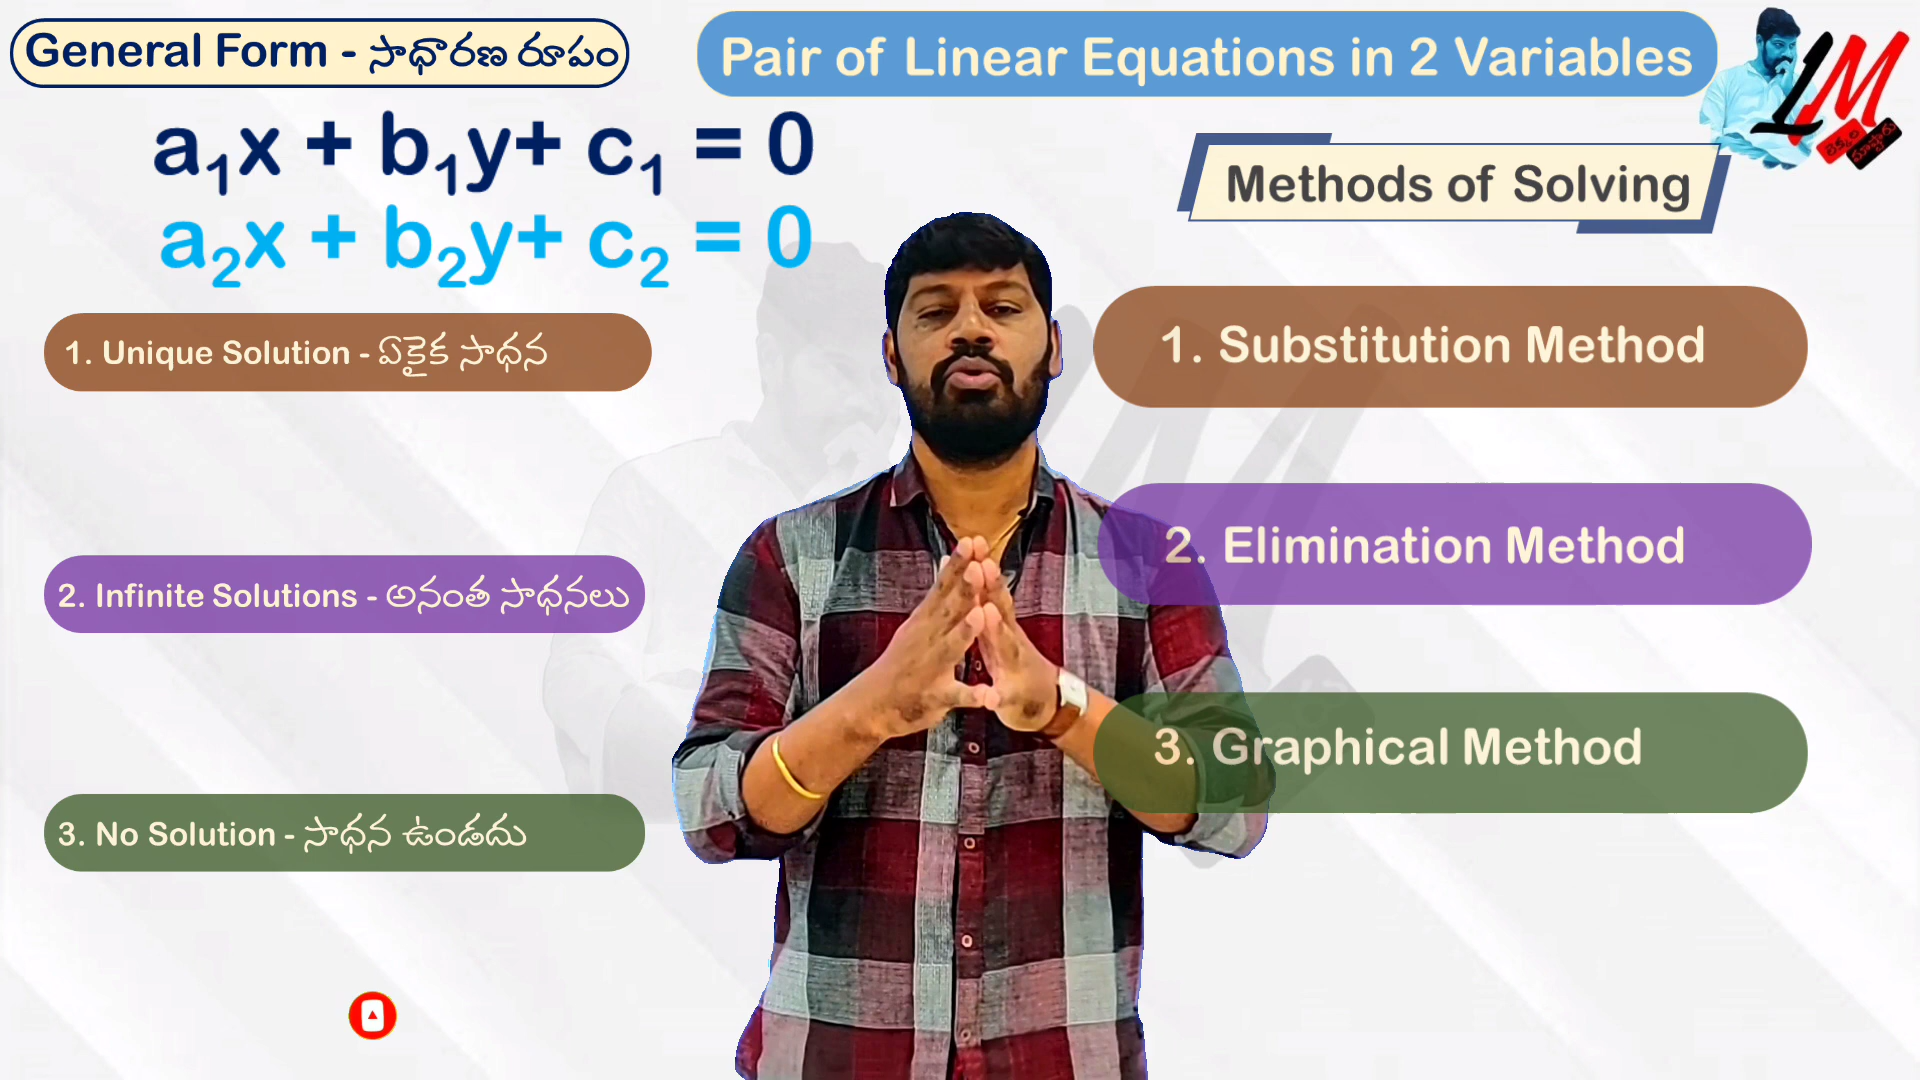 General Form - సాధారణ రూపం
Pair of Linear Equations in 2 Variables
LM
a₁x + b₁y+ c₁ = 0
a₂x + b₂y+ c₂ = 0
Methods of Solving
1. Unique Solution - ఏకైక సాధన
2. Infinite Solutions - అనంత సాధనలు
3. No Solution - సాధన ఉండదు
1. Substitution Method
2. Elimination Method
3. Graphical Method